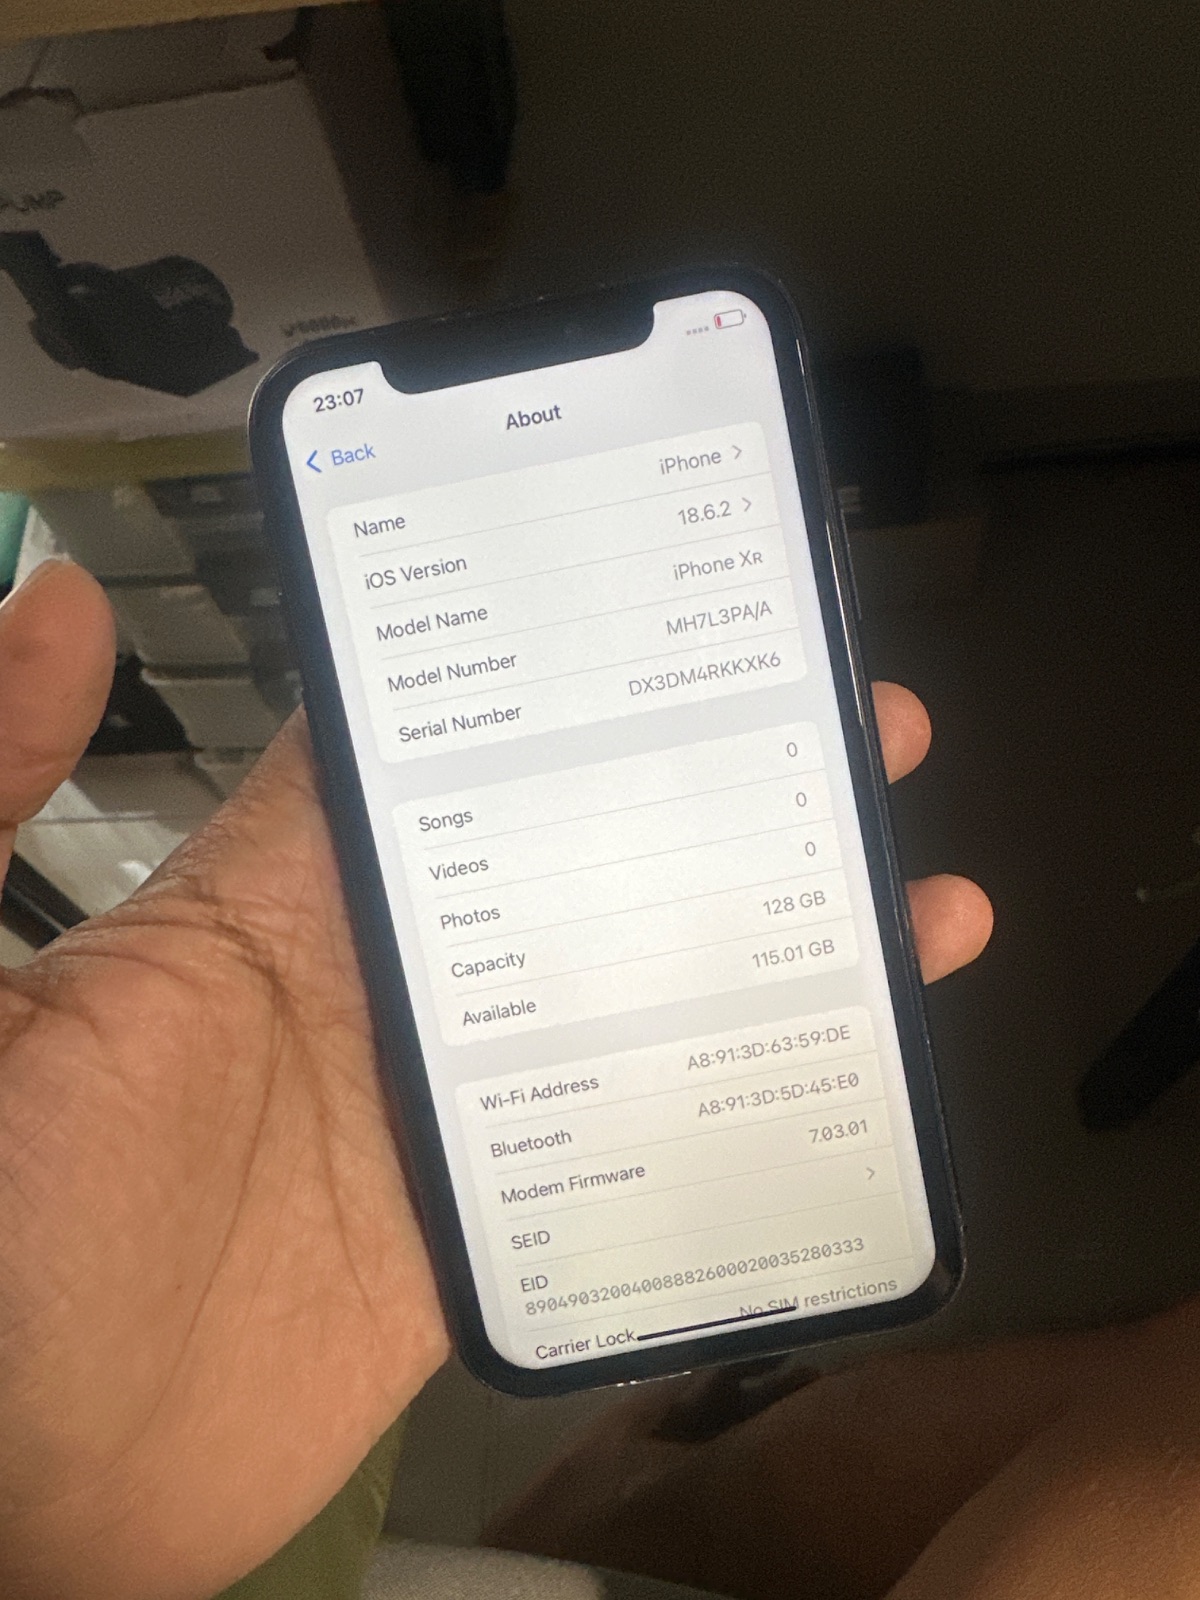 PUMP
23:07
Back
About
Name iPhone
iOS Version 18.6.2
Model Name iPhone XR
Model Number MH7L3PA/A
Serial Number DX3DM4RKKXK6
Songs 0
Videos 0
Photos 0
Capacity 128 GB
Available 115.01 GB
Wi-Fi Address A8:91:3D:63:59:DE
Bluetooth A8:91:3D:5D:45:E0
Modem Firmware 7.03.01
SEID
EID
89049032004008882600020035280333
Carrier Lock No SIM restrictions